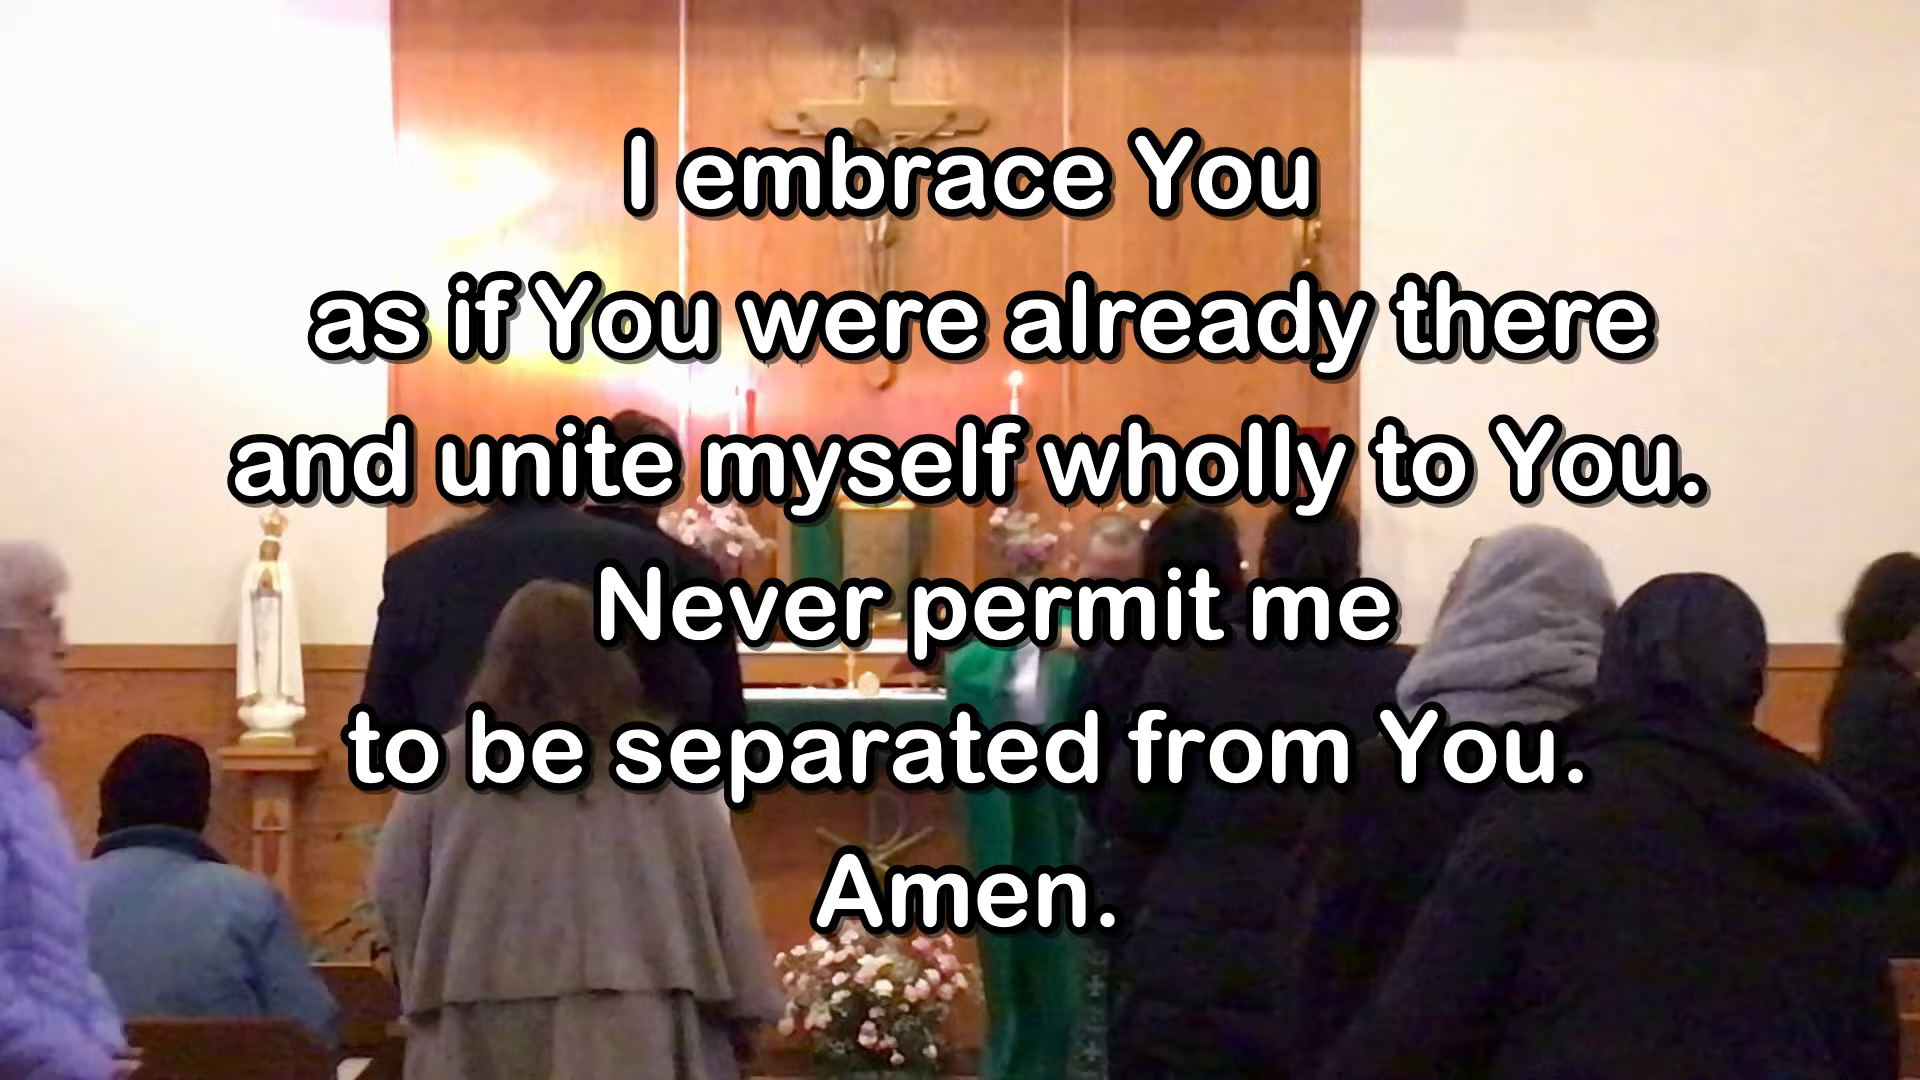 I embrace You
as if You were already there
and unite myself wholly to You.
Never permit me
to be separated from You.
Amen.